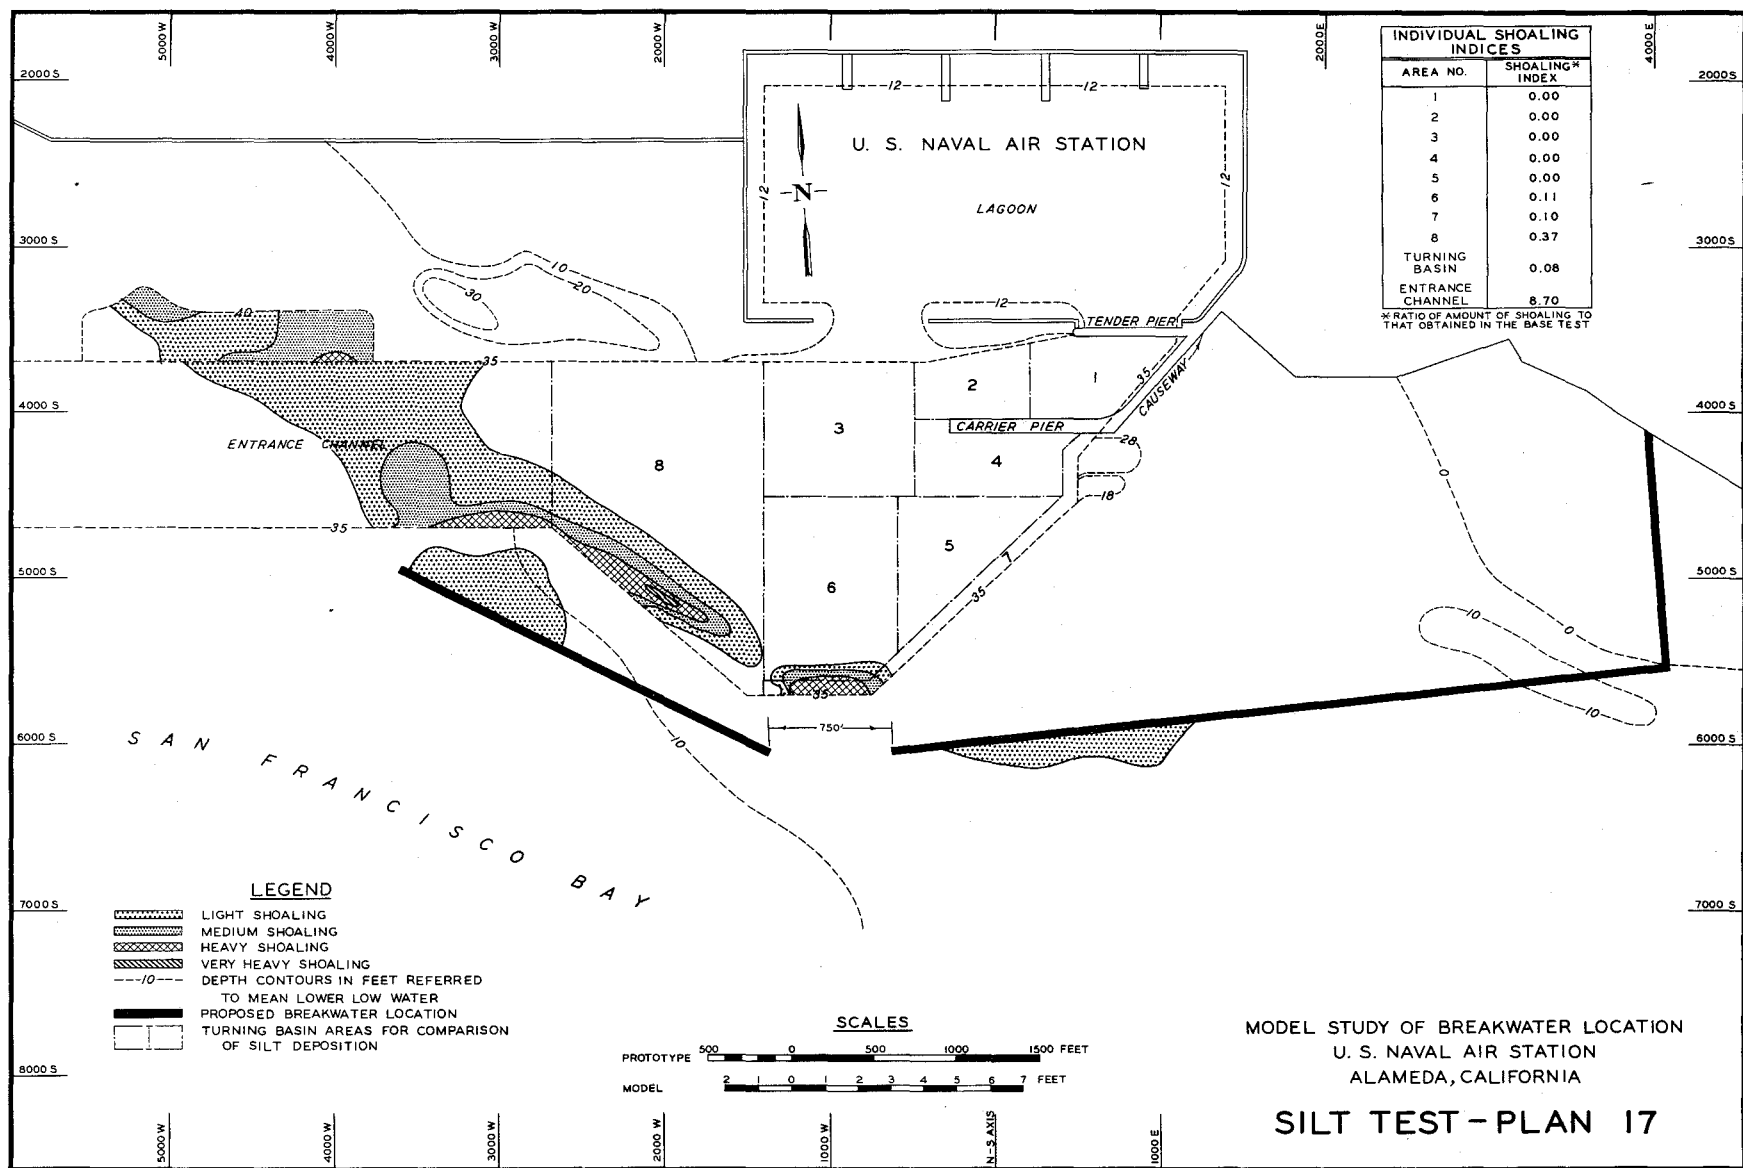 5000 W
4000 W
3000 W
2000 W
2000 E
4000 E
2000 S
2000 S
INDIVIDUAL SHOALING
INDICES
AREA NO. SHOALING* INDEX
1 0.00
2 0.00
3 0.00
4 0.00
5 0.00
6 0.11
7 0.10
8 0.37
TURNING BASIN 0.08
ENTRANCE CHANNEL 8.70
* RATIO OF AMOUNT OF SHOALING TO
THAT OBTAINED IN THE BASE TEST
12
12
U. S. NAVAL AIR STATION
N
12
12
LAGOON
3000 S
3000 S
10
20
30
12
40
TENDER PIER
35
2
1
35
CAUSEWAY
4000 S
4000 S
3
CARRIER PIER
28
ENTRANCE CHANNEL
8
4
0
18
35
5
7
5000 S
5000 S
6
35
10
0
35
10
750'
10
6000 S
6000 S
SAN FRANCISCO BAY
7000 S
7000 S
LEGEND
LIGHT SHOALING
MEDIUM SHOALING
HEAVY SHOALING
VERY HEAVY SHOALING
10 DEPTH CONTOURS IN FEET REFERRED
TO MEAN LOWER LOW WATER
PROPOSED BREAKWATER LOCATION
TURNING BASIN AREAS FOR COMPARISON
OF SILT DEPOSITION
8000 S
SCALES
PROTOTYPE 500 0 500 1000 1500 FEET
MODEL 2 1 0 1 2 3 4 5 6 7 FEET
MODEL STUDY OF BREAKWATER LOCATION
U. S. NAVAL AIR STATION
ALAMEDA, CALIFORNIA
SILT TEST - PLAN 17
5000 W
4000 W
3000 W
2000 W
1000 W
N-S AXIS
1000 E